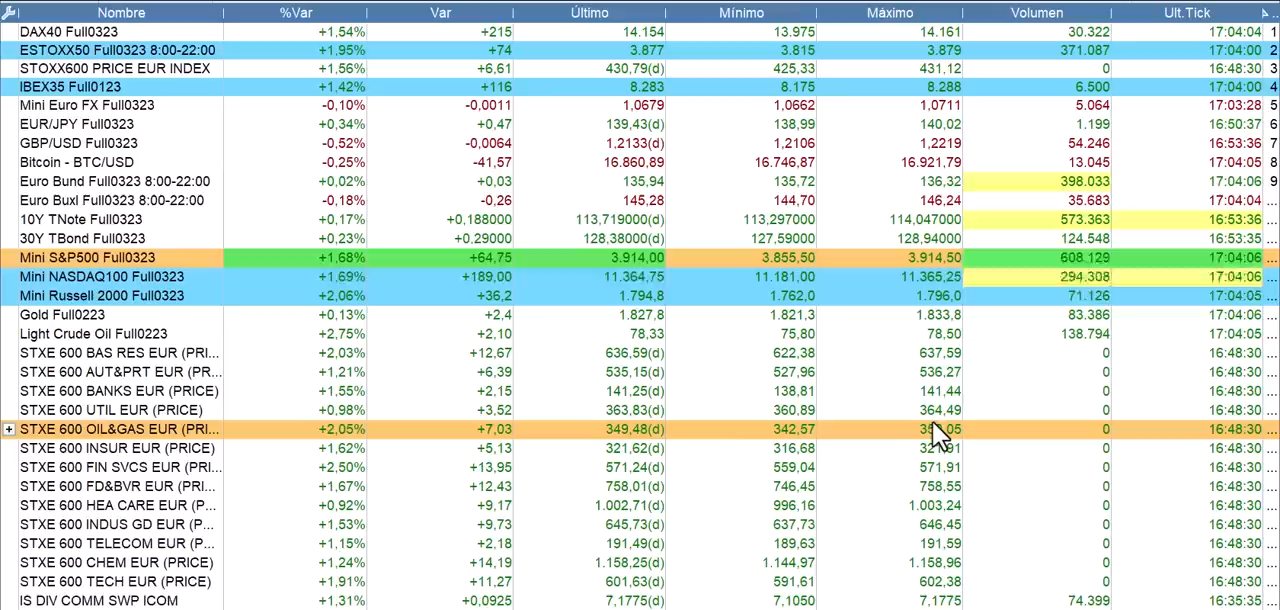 Nombre %Var Var Último Mínimo Máximo Volumen Ult.Tick ..
DAX40 Full0323 +1,54% +215 14.154 13.975 14.161 30.322 17:04:04 1
ESTOXX50 Full0323 8:00-22:00 +1,95% +74 3.877 3.815 3.879 371.087 17:04:00 2
STOXX600 PRICE EUR INDEX +1,56% +6,61 430,79(d) 425,33 431,12 0 16:48:30 3
IBEX35 Full0123 +1,42% +116 8.283 8.175 8.288 6.500 17:04:00 4
Mini Euro FX Full0323 -0,10% -0,0011 1,0679 1,0662 1,0711 5.064 17:03:28 5
EUR/JPY Full0323 +0,34% +0,47 139,43(d) 138,99 140,02 1.199 16:50:37 6
GBP/USD Full0323 -0,52% -0,0064 1,2133(d) 1,2106 1,2219 54.246 16:53:36 7
Bitcoin - BTC/USD -0,25% -41,57 16.860,89 16.746,87 16.921,79 13.045 17:04:05 8
Euro Bund Full0323 8:00-22:00 +0,02% +0,03 135,94 135,72 136,32 398.033 17:04:06 9
Euro Buxl Full0323 8:00-22:00 -0,18% -0,26 145,28 144,70 146,24 35.683 17:04:04 ...
10Y TNote Full0323 +0,17% +0,188000 113,719000(d) 113,297000 114,047000 573.363 16:53:36 ...
30Y TBond Full0323 +0,23% +0.29000 128,38000(d) 127,59000 128,94000 124.548 16:53:35 ...
Mini S&P500 Full0323 +1,68% +64,75 3.914,00 3.855,50 3.914,50 608.129 17:04:06 ...
Mini NASDAQ100 Full0323 +1,69% +189,00 11.364,75 11.181,00 11.365,25 294.308 17:04:06 ...
Mini Russell 2000 Full0323 +2,06% +36,2 1.794,8 1.762,0 1.796,0 71.126 17:04:05 ...
Gold Full0223 +0,13% +2,4 1.827,8 1.821,3 1.833,8 83.386 17:04:06 ...
Light Crude Oil Full0223 +2,75% +2,10 78,33 75,80 78,50 138.794 17:04:05 ...
STXE 600 BAS RES EUR (PRI... +2,03% +12,67 636,59(d) 622,38 637,59 0 16:48:30 ...
STXE 600 AUT&PRT EUR (PR... +1,21% +6,39 535,15(d) 527,96 536,27 0 16:48:30 ...
STXE 600 BANKS EUR (PRICE) +1,55% +2,15 141,25(d) 138,81 141,44 0 16:48:30 ...
STXE 600 UTIL EUR (PRICE) +0,98% +3,52 363,83(d) 360,89 364,49 0 16:48:30 ...
STXE 600 OIL&GAS EUR (PRI... +2,05% +7,03 349,48(d) 342,57 0 16:48:30 ...
STXE 600 INSUR EUR (PRICE) +1,62% +5,13 321,62(d) 316,68 0 16:48:30 ...
STXE 600 FIN SVCS EUR (PRI... +2,50% +13,95 571,24(d) 559,04 571,91 0 16:48:30 ...
STXE 600 FD&BVR EUR (PRI... +1,67% +12,43 758,01(d) 746,45 758,55 0 16:48:30 ...
STXE 600 HEA CARE EUR (P... +0,92% +9,17 1.002,71(d) 996,16 1.003,24 0 16:48:30 ...
STXE 600 INDUS GD EUR (P... +1,53% +9,73 645,73(d) 637,73 646,45 0 16:48:30 ...
STXE 600 TELECOM EUR (P... +1,15% +2,18 191,49(d) 189,63 191,59 0 16:48:30 ...
STXE 600 CHEM EUR (PRICE) +1,24% +14,19 1.158,25(d) 1.144,97 1.158,96 0 16:48:30 ...
STXE 600 TECH EUR (PRICE) +1,91% +11,27 601,63(d) 591,61 602,38 0 16:48:30 ...
IS DIV COMM SWP ICOM +1,31% +0,0925 7,1775(d) 7,1050 7,1775 74.399 16:35:35 ...